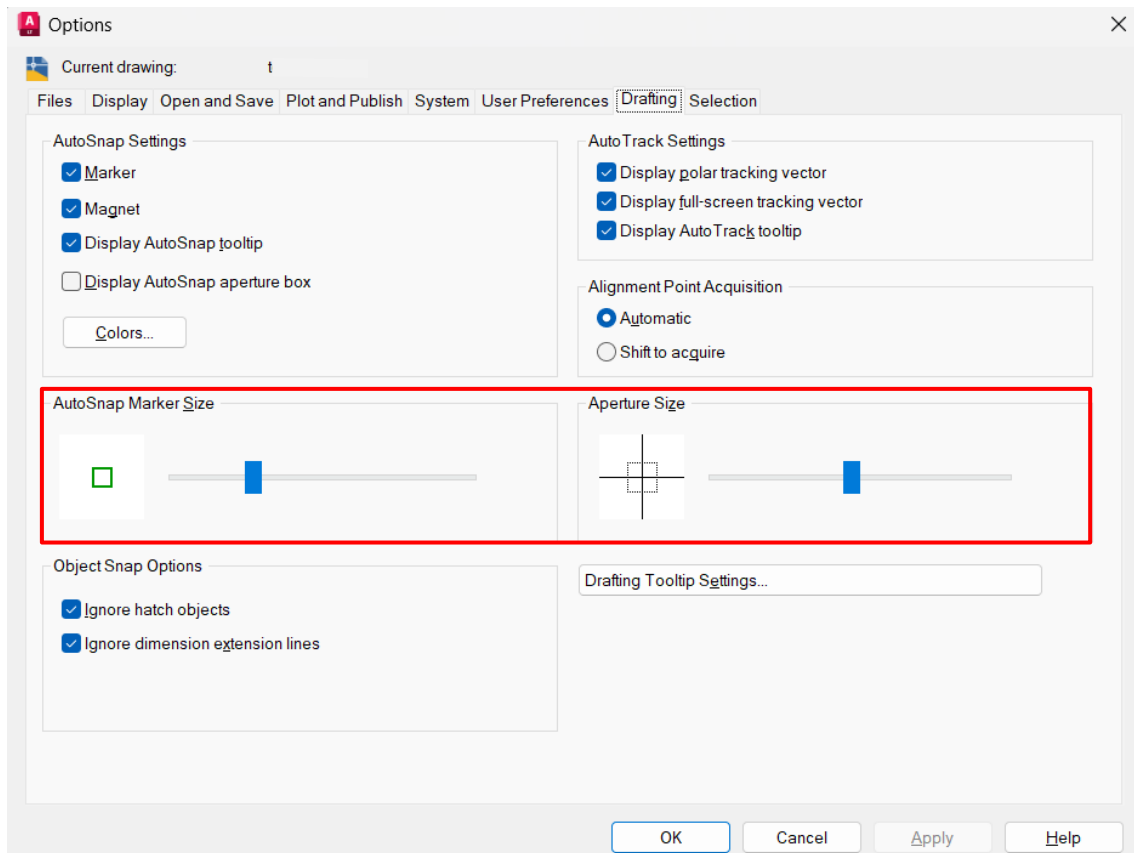 Options
Current drawing: t
Files Display Open and Save Plot and Publish System User Preferences Drafting Selection
AutoSnap Settings
Marker
Magnet
Display AutoSnap tooltip
Display AutoSnap aperture box
Colors...
AutoTrack Settings
Display polar tracking vector
Display full-screen tracking vector
Display AutoTrack tooltip
Alignment Point Acquisition
Automatic
Shift to acquire
AutoSnap Marker Size
Aperture Size
Object Snap Options
Ignore hatch objects
Ignore dimension extension lines
Drafting Tooltip Settings...
OK Cancel Apply Help